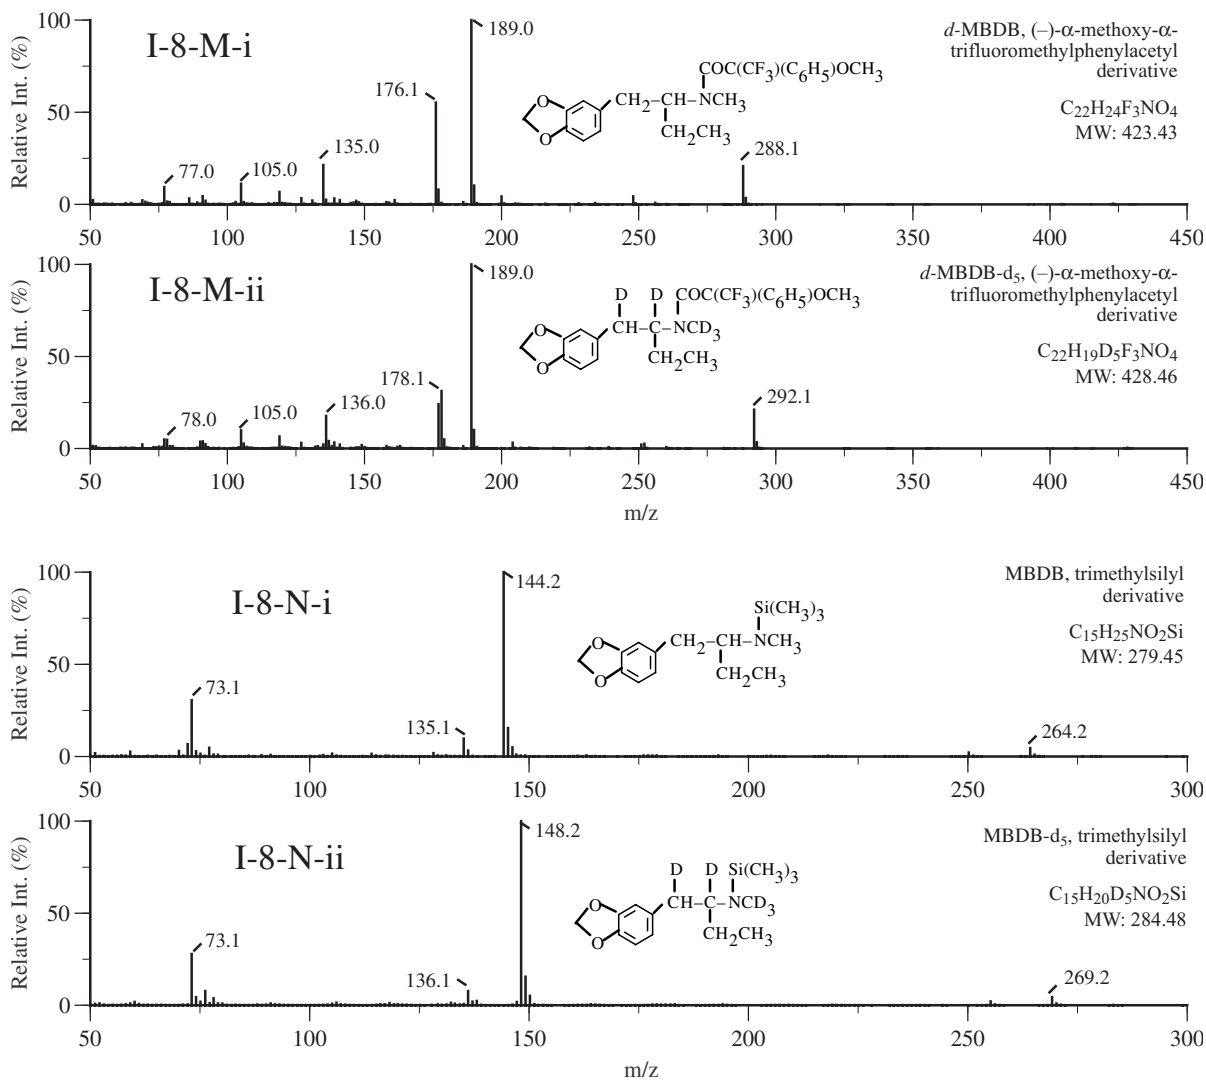 I-8-M-i
d-MBDB, (–)-α-methoxy-α-
trifluoromethylphenylacetyl
derivative
C22H24F3NO4
MW: 423.43
Relative Int. (%)
100
50
0
77.0
105.0
135.0
176.1
189.0
288.1
COC(CF3)(C6H5)OCH3
CH2–CH–NCH3
CH2CH3
O
O
50
100
150
200
250
300
350
400
450
I-8-M-ii
d-MBDB-d5, (–)-α-methoxy-α-
trifluoromethylphenylacetyl
derivative
C22H19D5F3NO4
MW: 428.46
Relative Int. (%)
100
50
0
78.0
105.0
136.0
178.1
189.0
292.1
D
D
COC(CF3)(C6H5)OCH3
CH–C–NCD3
CH2CH3
O
O
50
100
150
200
250
300
350
400
450
m/z
I-8-N-i
MBDB, trimethylsilyl
derivative
C15H25NO2Si
MW: 279.45
Relative Int. (%)
100
50
0
73.1
135.1
144.2
264.2
Si(CH3)3
CH2–CH–NCH3
CH2CH3
O
O
50
100
150
200
250
300
I-8-N-ii
MBDB-d5, trimethylsilyl
derivative
C15H20D5NO2Si
MW: 284.48
Relative Int. (%)
100
50
0
73.1
136.1
148.2
269.2
D
D
Si(CH3)3
CH–C–NCD3
CH2CH3
O
O
50
100
150
200
250
300
m/z